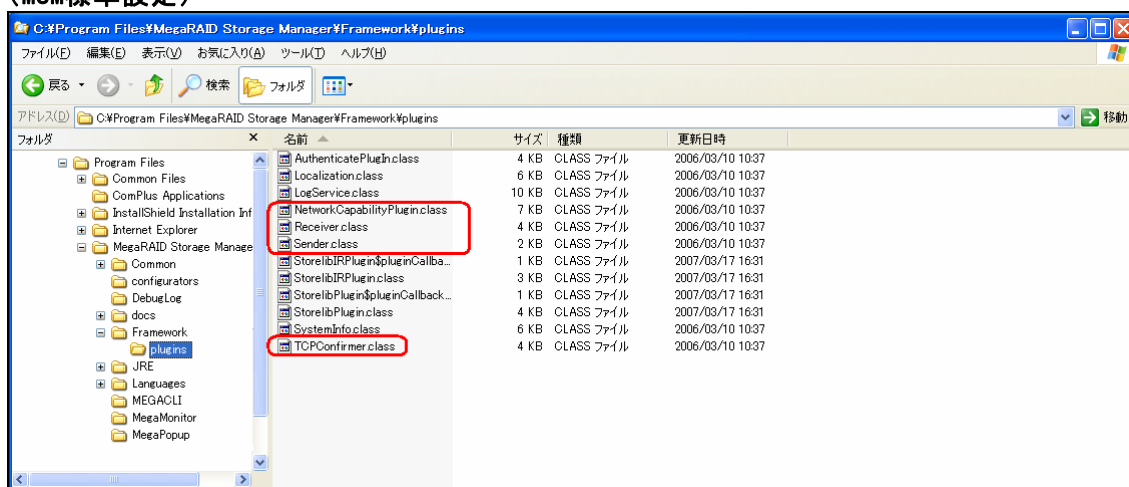 (MSM標準設定)
C:¥Program Files¥MegaRAID Storage Manager¥Framework¥plugins
ファイル(F) 編集(E) 表示(V) お気に入り(A) ツール(T) ヘルプ(H)
戻る 検索 フォルダ
アドレス(D) C:¥Program Files¥MegaRAID Storage Manager¥Framework¥plugins 移動
フォルダ × 名前 サイズ 種類 更新日時
Program Files
Common Files
ComPlus Applications
InstallShield Installation Inf
Internet Explorer
MegaRAID Storage Manage
Common
configurators
DebugLog
docs
Framework
plugins
JRE
Languages
MEGACLI
MegaMonitor
MegaPopup
AuthenticatePlugIn.class 4 KB CLASS ファイル 2006/03/10 10:37
Localization.class 6 KB CLASS ファイル 2006/03/10 10:37
LogService.class 10 KB CLASS ファイル 2006/03/10 10:37
NetworkCapabilityPlugin.class 7 KB CLASS ファイル 2006/03/10 10:37
Receiver.class 4 KB CLASS ファイル 2006/03/10 10:37
Sender.class 2 KB CLASS ファイル 2006/03/10 10:37
StorelibIRPlugin$pluginCallba... 1 KB CLASS ファイル 2007/03/17 16:31
StorelibIRPlugin.class 3 KB CLASS ファイル 2007/03/17 16:31
StorelibPlugin$pluginCallback... 1 KB CLASS ファイル 2007/03/17 16:31
StorelibPlugin.class 4 KB CLASS ファイル 2007/03/17 16:31
SystemInfo.class 6 KB CLASS ファイル 2006/03/10 10:37
TCPConfirmer.class 4 KB CLASS ファイル 2006/03/10 10:37